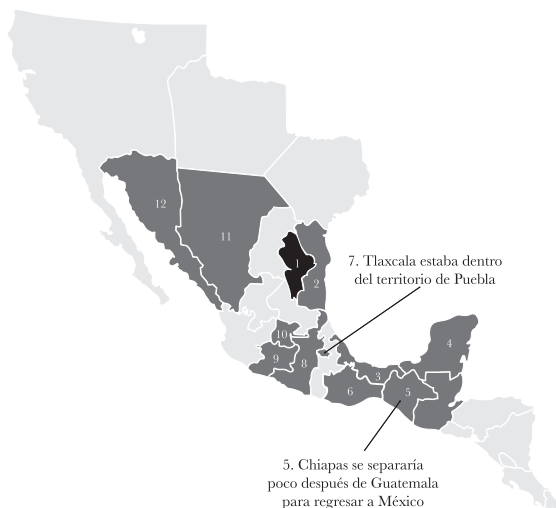 12
11
1
2
7. Tlaxcala estaba dentro
del territorio de Puebla
10
9
8
3
4
6
5
5. Chiapas se separaría
poco después de Guatemala
para regresar a México